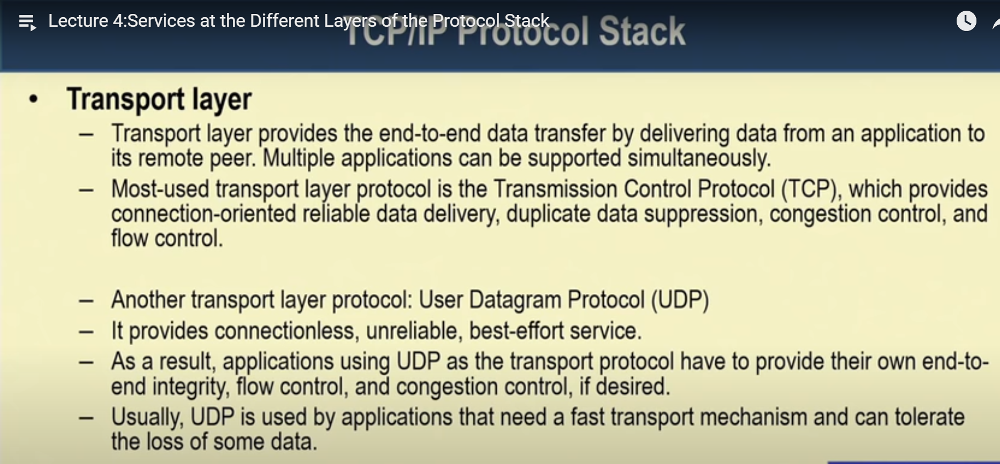 Lecture 4:Services at the Different Layers of the Protocol Stack
TCP/IP Protocol Stack
• Transport layer
– Transport layer provides the end-to-end data transfer by delivering data from an application to
its remote peer. Multiple applications can be supported simultaneously.
– Most-used transport layer protocol is the Transmission Control Protocol (TCP), which provides
connection-oriented reliable data delivery, duplicate data suppression, congestion control, and
flow control.
– Another transport layer protocol: User Datagram Protocol (UDP)
– It provides connectionless, unreliable, best-effort service.
– As a result, applications using UDP as the transport protocol have to provide their own end-to-
end integrity, flow control, and congestion control, if desired.
– Usually, UDP is used by applications that need a fast transport mechanism and can tolerate
the loss of some data.